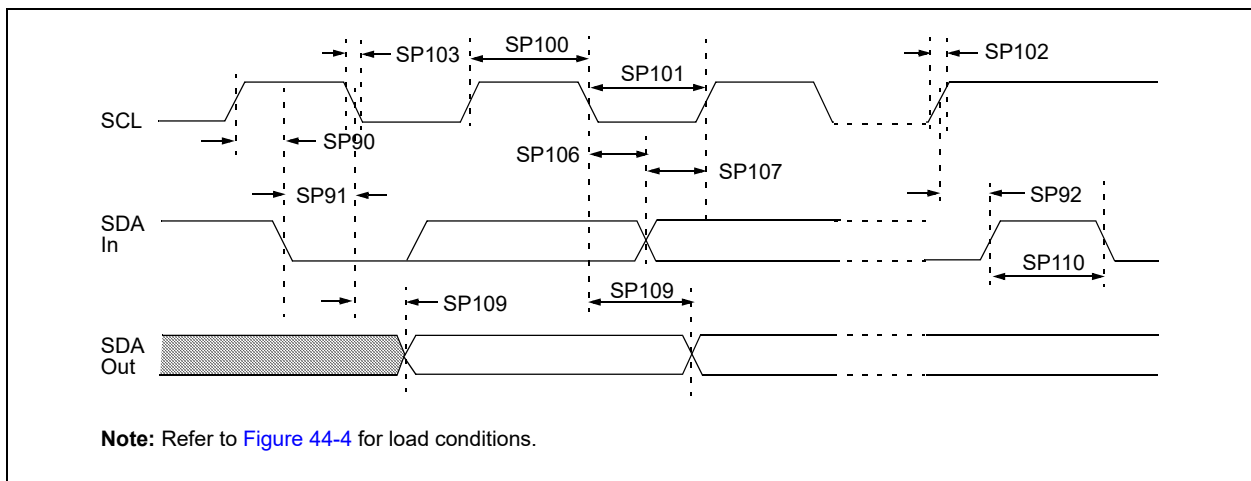 SP103
SP100
SP101
SP102
SCL
SP90
SP106
SP107
SP91
SP92
SDA
In
SP110
SP109
SP109
SDA
Out
Note: Refer to Figure 44-4 for load conditions.